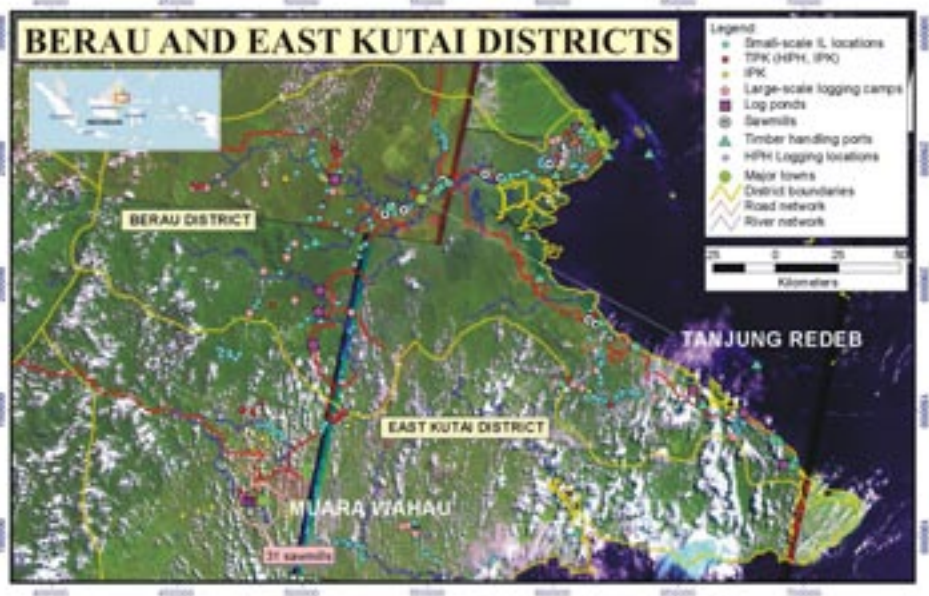 BERAU AND EAST KUTAI DISTRICTS
Legend
Small-scale IL locations
TPK (HPH, IPK)
IPK
Large-scale logging camps
Log ponds
Sawmills
Timber handling ports
HPH Logging locations
Major towns
District boundaries
Road network
River network
25 0 25 50
Kilometers
BERAU DISTRICT
TANJUNG REDEB
EAST KUTAI DISTRICT
MUARA WAHAU
31 sawmills